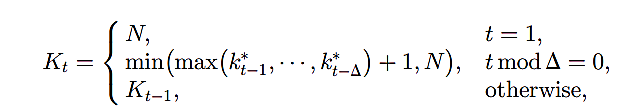 N, t = 1,
K_t = { min(max(k*_{t−1}, ⋯, k*_{t−Δ}) + 1, N), t mod Δ = 0,
K_{t−1}, otherwise,